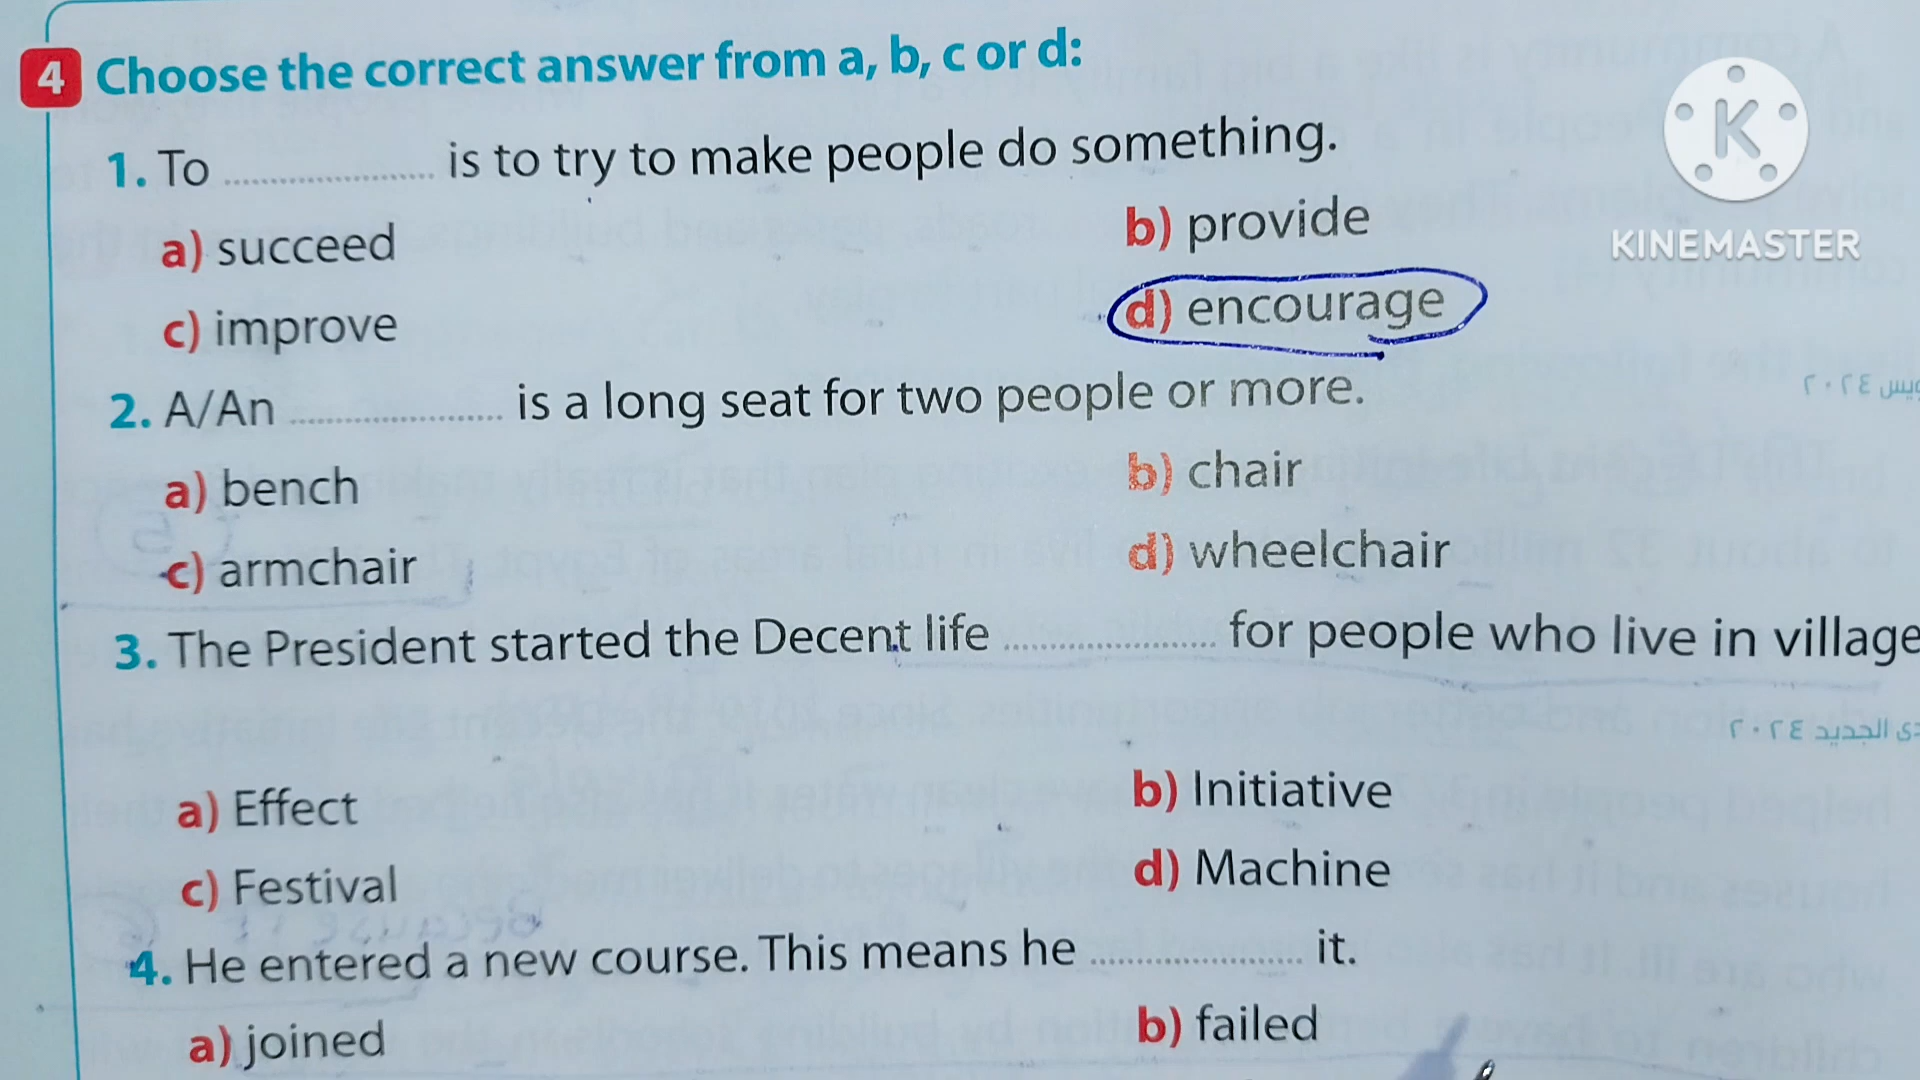 4 Choose the correct answer from a, b, c or d:
1. To .................... is to try to make people do something.
a) succeed
b) provide
c) improve
d) encourage
2. A/An .................... is a long seat for two people or more.
٢٠٢٤
a) bench
b) chair
c) armchair
d) wheelchair
3. The President started the Decent life .................... for people who live in village
الجديد ٢٠٢٤
a) Effect
b) Initiative
c) Festival
d) Machine
4. He entered a new course. This means he .................... it.
a) joined
b) failed
K
KINEMASTER